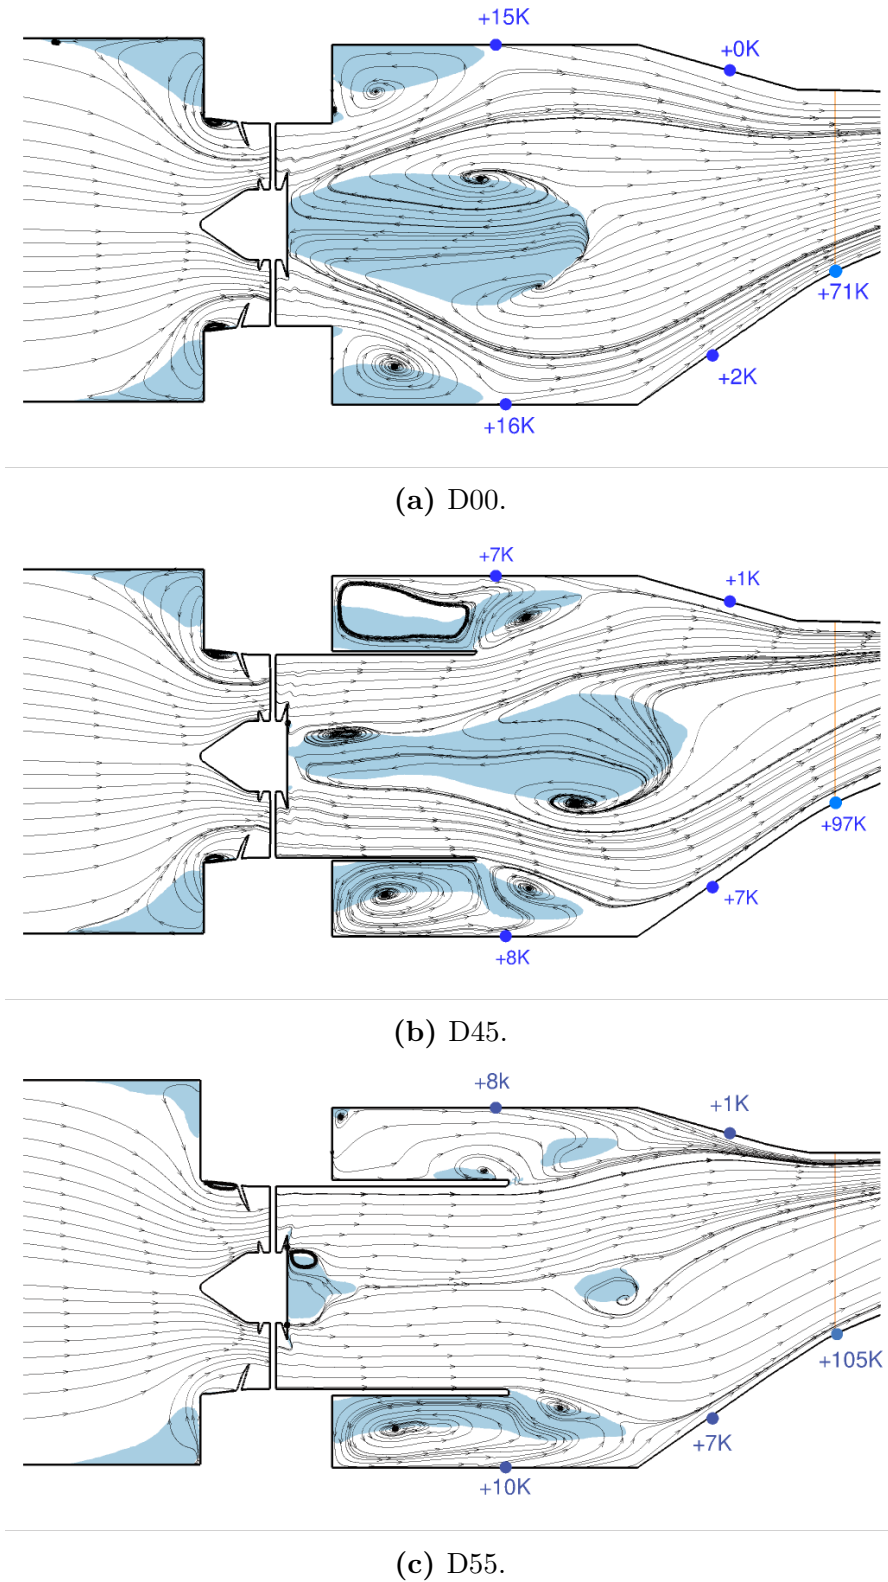 +15K
+0K
+71K
+2K
+16K
(a) D00.
+7K
+1K
+97K
+7K
+8K
(b) D45.
+8k
+1K
+105K
+7K
+10K
(c) D55.